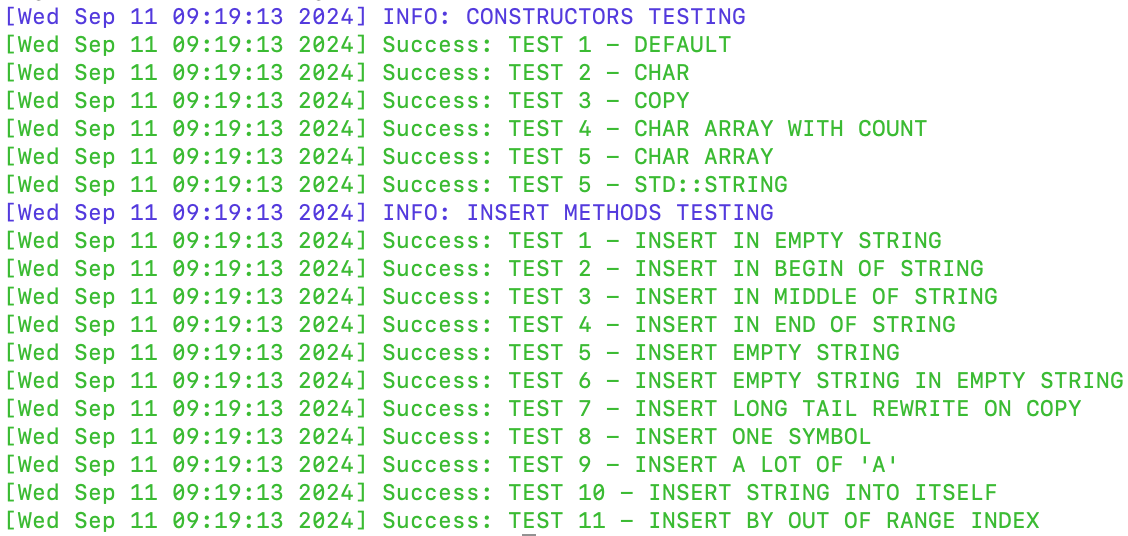 [Wed Sep 11 09:19:13 2024] INFO: CONSTRUCTORS TESTING
[Wed Sep 11 09:19:13 2024] Success: TEST 1 – DEFAULT
[Wed Sep 11 09:19:13 2024] Success: TEST 2 – CHAR
[Wed Sep 11 09:19:13 2024] Success: TEST 3 – COPY
[Wed Sep 11 09:19:13 2024] Success: TEST 4 – CHAR ARRAY WITH COUNT
[Wed Sep 11 09:19:13 2024] Success: TEST 5 – CHAR ARRAY
[Wed Sep 11 09:19:13 2024] Success: TEST 5 – STD::STRING
[Wed Sep 11 09:19:13 2024] INFO: INSERT METHODS TESTING
[Wed Sep 11 09:19:13 2024] Success: TEST 1 – INSERT IN EMPTY STRING
[Wed Sep 11 09:19:13 2024] Success: TEST 2 – INSERT IN BEGIN OF STRING
[Wed Sep 11 09:19:13 2024] Success: TEST 3 – INSERT IN MIDDLE OF STRING
[Wed Sep 11 09:19:13 2024] Success: TEST 4 – INSERT IN END OF STRING
[Wed Sep 11 09:19:13 2024] Success: TEST 5 – INSERT EMPTY STRING
[Wed Sep 11 09:19:13 2024] Success: TEST 6 – INSERT EMPTY STRING IN EMPTY STRING
[Wed Sep 11 09:19:13 2024] Success: TEST 7 – INSERT LONG TAIL REWRITE ON COPY
[Wed Sep 11 09:19:13 2024] Success: TEST 8 – INSERT ONE SYMBOL
[Wed Sep 11 09:19:13 2024] Success: TEST 9 – INSERT A LOT OF 'A'
[Wed Sep 11 09:19:13 2024] Success: TEST 10 – INSERT STRING INTO ITSELF
[Wed Sep 11 09:19:13 2024] Success: TEST 11 – INSERT BY OUT OF RANGE INDEX